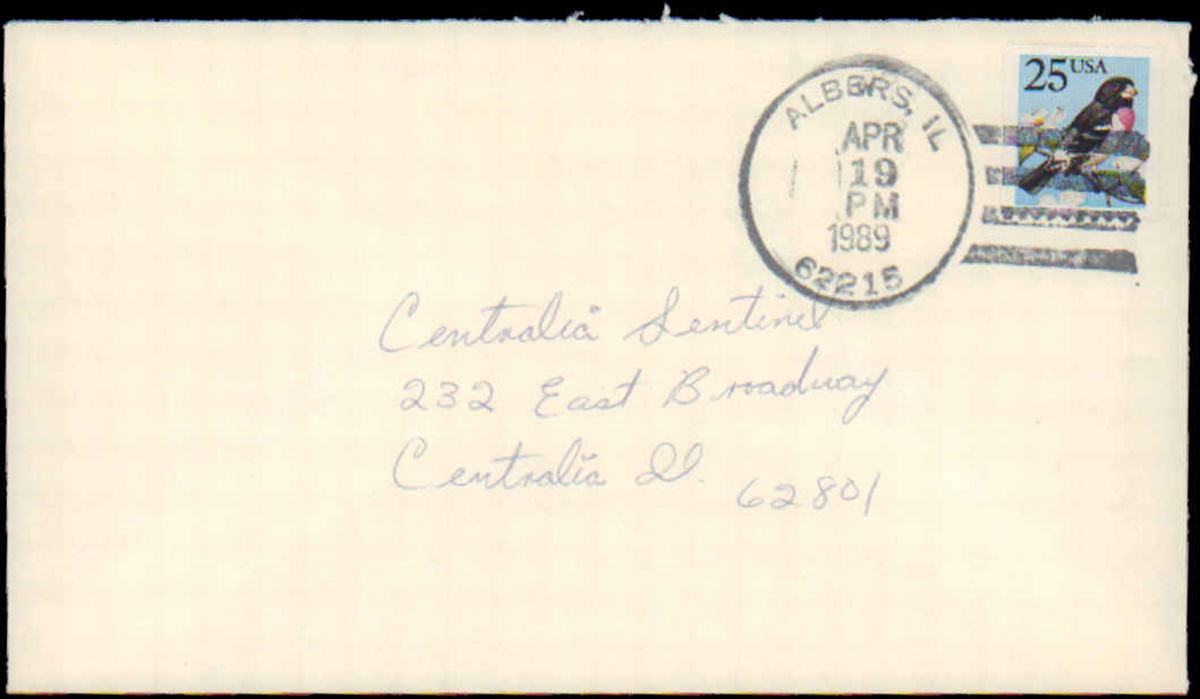 25 USA
ALBERS, IL
APR
19
PM
1989
62215
Centralia Sentinel
232 East Broadway
Centralia Il.
62801